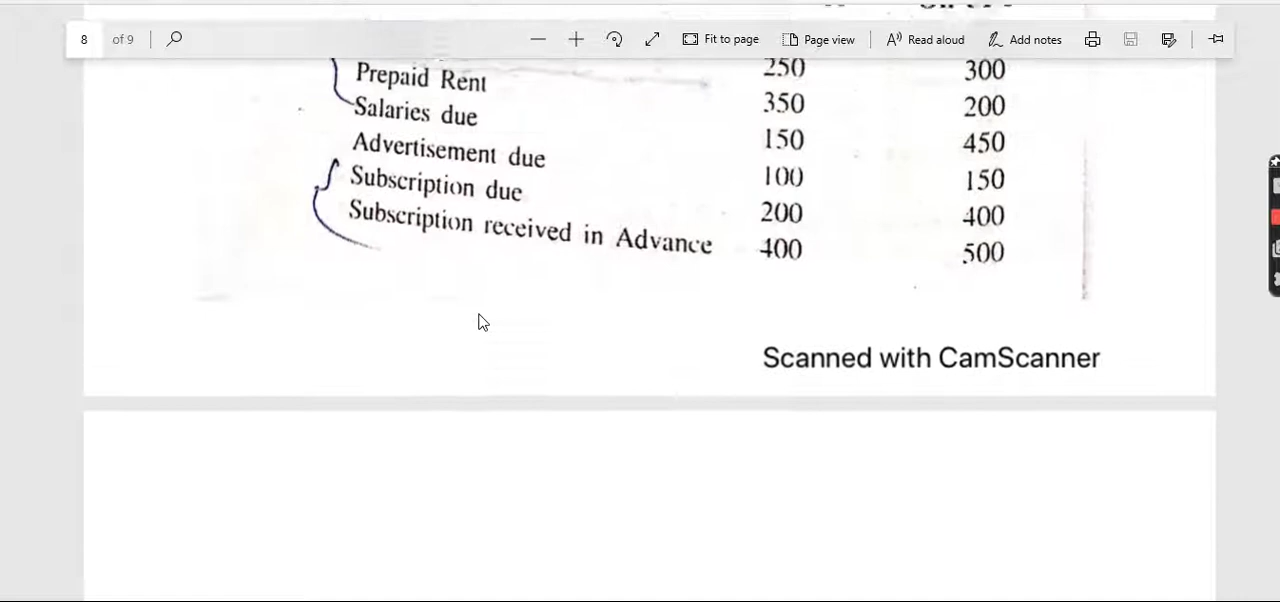 8 of 9 Fit to page Page view Read aloud Add notes
250 300
Prepaid Rent 350 200
Salaries due 150 450
Advertisement due 100 150
Subscription due 200 400
Subscription received in Advance 400 500
Scanned with CamScanner